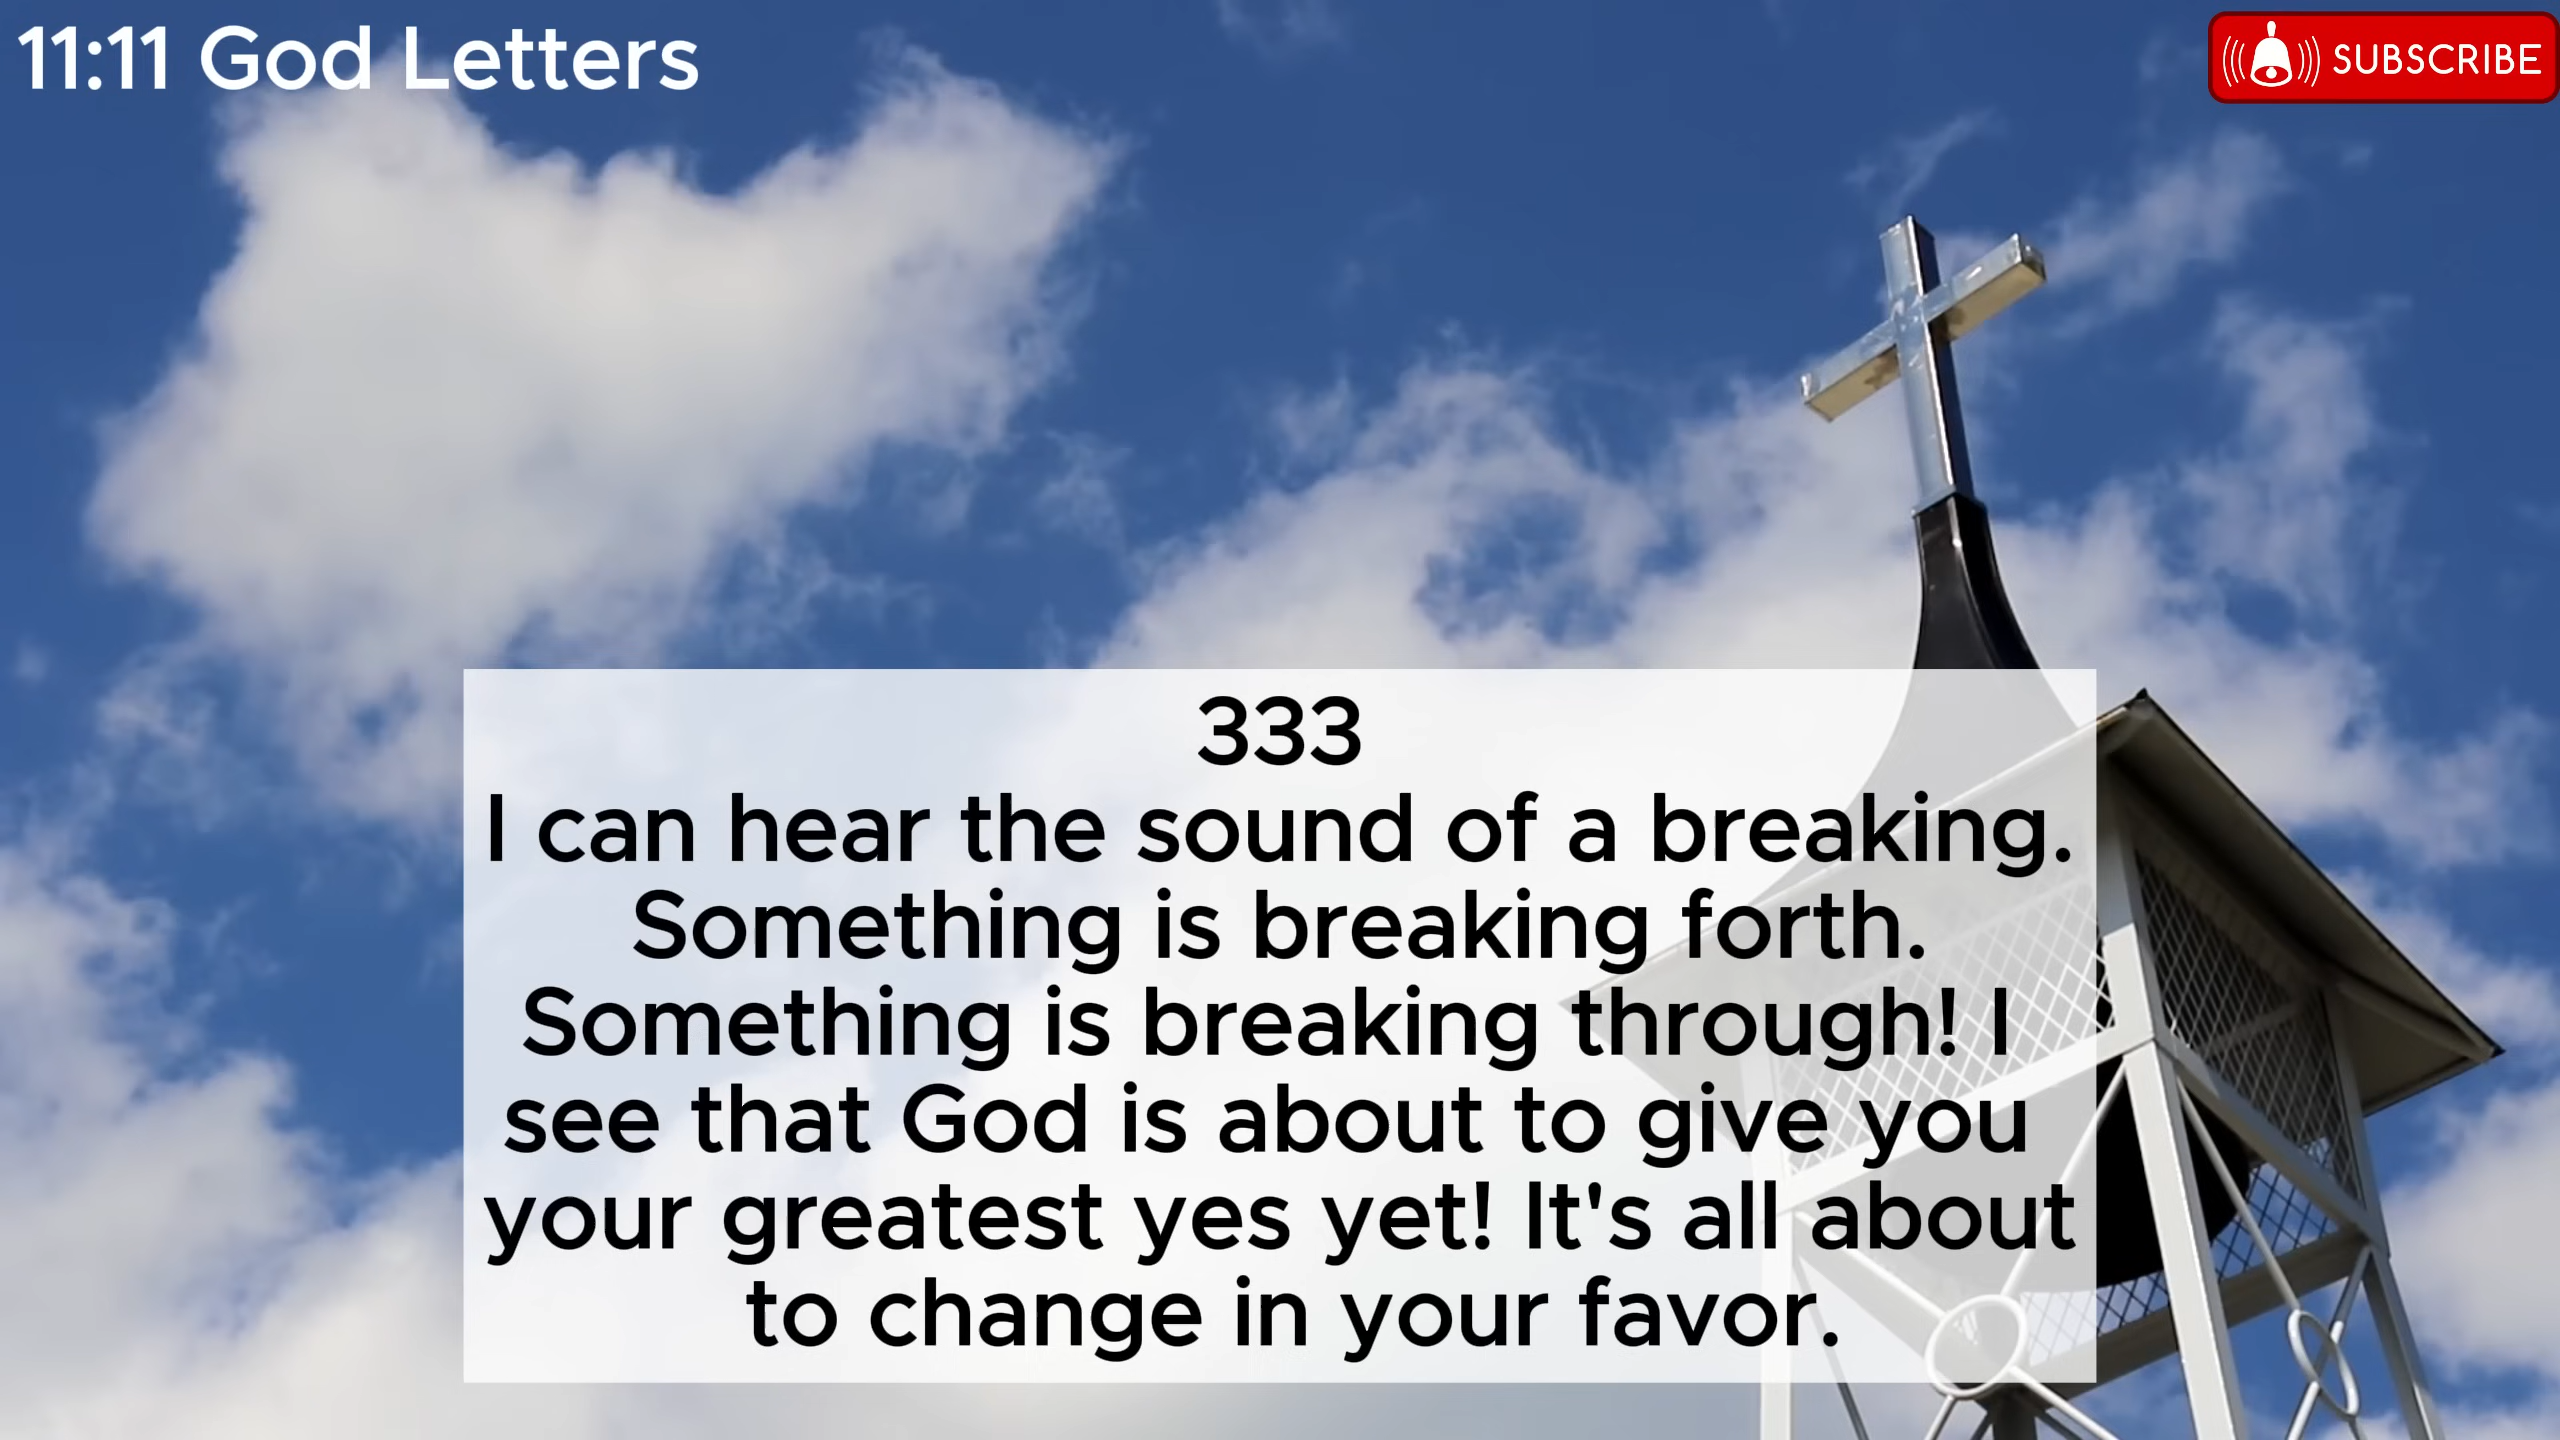 11:11 God Letters
SUBSCRIBE
333
I can hear the sound of a breaking.
Something is breaking forth.
Something is breaking through! I
see that God is about to give you
your greatest yes yet! It's all about
to change in your favor.